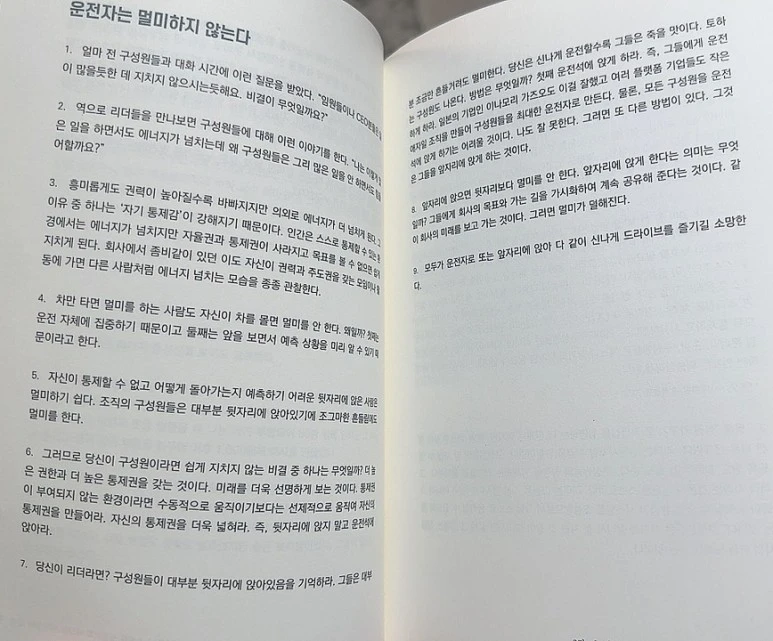 운전자는 멀미하지 않는다
1. 얼마 전 구성원들과 대화 시간에 이런 질문을 받았다. "임원들이나 CEO분들은 일
이 많을듯한 데 지치지 않으시는듯해요. 비결이 무엇일까요?"
2. 역으로 리더들을 만나보면 구성원들에 대해 이런 이야기를 한다. "나는 이렇게 많
은 일을 하면서도 에너지가 넘치는데 왜 구성원들은 그리 많은 일을 안 하면서도
어할까요?"
3. 흥미롭게도 권력이 높아질수록 바빠지지만 의외로 에너지가 더 넘치게 된다. 그
이유 중 하나는 '자기 통제감'이 강해지기 때문이다. 인간은 스스로 통제할 수 있는 환
경에서는 에너지가 넘치지만 자율권과 통제권이 사라지고 목표를 볼 수 없으면 쉽게
지치게 된다. 회사에서 좀비같이 있던 이도 자신이 권력과 주도권을 갖는 모임이나 활
동에 가면 다른 사람처럼 에너지 넘치는 모습을 종종 관찰한다.
4. 차만 타면 멀미를 하는 사람도 자신이 차를 몰면 멀미를 안 한다. 왜일까? 첫째는
운전 자체에 집중하기 때문이고 둘째는 앞을 보면서 예측 상황을 미리 알 수 있기 때
문이라고 한다.
5. 자신이 통제할 수 없고 어떻게 돌아가는지 예측하기 어려운 뒷자리에 앉은 사람은
멀미하기 쉽다. 조직의 구성원들은 대부분 뒷자리에 앉아있기에 조그마한 흔들림에도
멀미를 한다.
6. 그러므로 당신이 구성원이라면 쉽게 지치지 않는 비결 중 하나는 무엇일까? 더 높
은 권한과 더 높은 통제권을 갖는 것이다. 미래를 더욱 선명하게 보는 것이다. 통제권
이 부여되지 않는 환경이라면 수동적으로 움직이기보다는 선제적으로 움직여 자신의
통제권을 만들어라. 자신의 통제권을 더욱 넓혀라. 즉, 뒷자리에 앉지 말고 운전석에
앉아라.
7. 당신이 리더라면? 구성원들이 대부분 뒷자리에 앉아있음을 기억하라. 그들은 대부
분 조금만 흔들거려도 멀미한다. 당신은 신나게 운전할수록 그들은 죽을 맛이다. 토하
는 구성원도 나온다. 방법은 무엇일까? 첫째 운전석에 앉게 하라. 즉, 그들에게 운전
하게 하라. 일본의 기업인 이나모리 가즈오도 이걸 잘했고 여러 플랫폼 기업들도 작은
애자일 조직을 만들어 구성원들을 최대한 운전자로 만든다. 물론, 모든 구성원을 운전
석에 앉게 하기는 어려울 것이다. 나도 잘 못한다. 그러면 또 다른 방법이 있다. 그것
은 그들을 앞자리에 앉게 하는 것이다.
8. 앞자리에 앉으면 뒷자리보다 멀미를 안 한다. 앞자리에 앉게 한다는 의미는 무엇
일까? 그들에게 회사의 목표와 가는 길을 가시화하여 계속 공유해 준다는 것이다. 같
이 회사의 미래를 보고 가는 것이다. 그러면 멀미가 덜해진다.
9. 모두가 운전자로 또는 앞자리에 앉아 다 같이 신나게 드라이브를 즐기길 소망한
다.